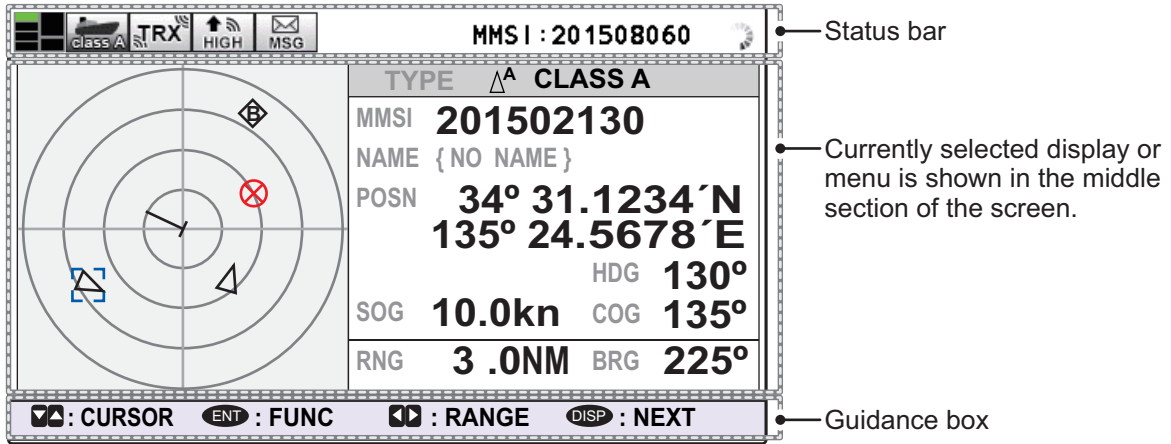 class A TRX HIGH MSG MMSI:201508060
Status bar
TYPE A CLASS A
B
MMSI 201502130
NAME { NO NAME }
POSN 34º 31.1234´N
135º 24.5678´E
HDG 130º
SOG 10.0kn COG 135º
RNG 3 .0NM BRG 225º
Currently selected display or
menu is shown in the middle
section of the screen.
: CURSOR ENT : FUNC : RANGE DISP : NEXT
Guidance box